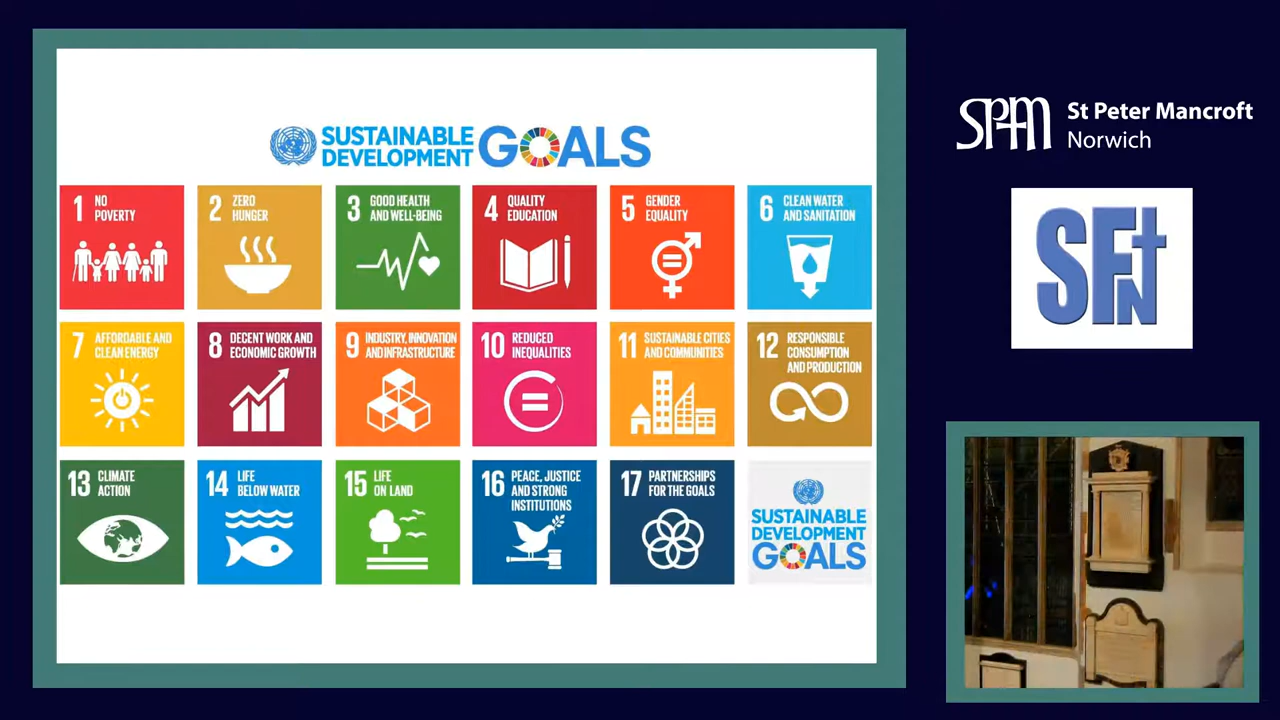 SUSTAINABLE
DEVELOPMENT
GOALS
1 NO
POVERTY
2 ZERO
HUNGER
3 GOOD HEALTH
AND WELL-BEING
4 QUALITY
EDUCATION
5 GENDER
EQUALITY
6 CLEAN WATER
AND SANITATION
7 AFFORDABLE AND
CLEAN ENERGY
8 DECENT WORK AND
ECONOMIC GROWTH
9 INDUSTRY, INNOVATION
AND INFRASTRUCTURE
10 REDUCED
INEQUALITIES
11 SUSTAINABLE CITIES
AND COMMUNITIES
12 RESPONSIBLE
CONSUMPTION
AND PRODUCTION
13 CLIMATE
ACTION
14 LIFE
BELOW WATER
15 LIFE
ON LAND
16 PEACE, JUSTICE
AND STRONG
INSTITUTIONS
17 PARTNERSHIPS
FOR THE GOALS
SUSTAINABLE
DEVELOPMENT
GOALS
SPM
St Peter Mancroft
Norwich
SFN